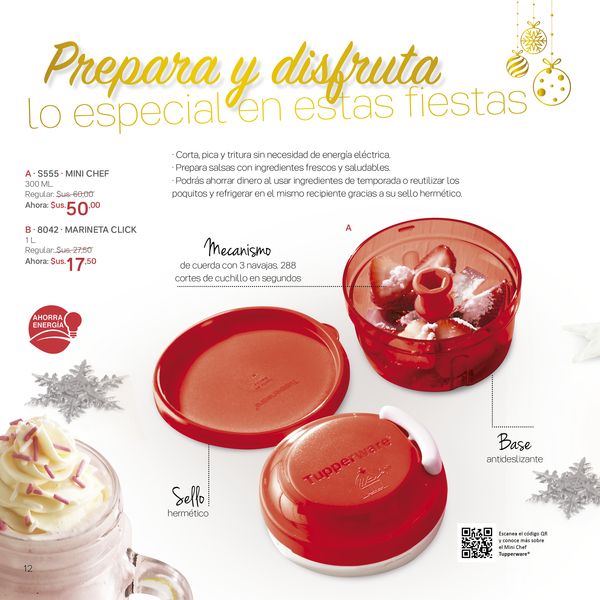 Prepara y disfruta
lo especial en estas fiestas
A · S555 · MINI CHEF
300 ML.
Regular: $us. 60,00
Ahora: $us.50,00
B · 8042 · MARINETA CLICK
1 L.
Regular: $us. 27,50
Ahora: $us.17,50
· Corta, pica y tritura sin necesidad de energía eléctrica.
· Prepara salsas con ingredientes frescos y saludables.
· Podrás ahorrar dinero al usar ingredientes de temporada o reutilizar los
poquitos y refrigerar en el mismo recipiente gracias a su sello hermético.
A
Mecanismo
de cuerda con 3 navajas. 288
cortes de cuchillo en segundos
AHORRA
ENERGÍA
Tupperware
Base
antideslizante
Sello
hermético
Escanea el código QR
y conoce más sobre
el Mini Chef
Tupperware®
12